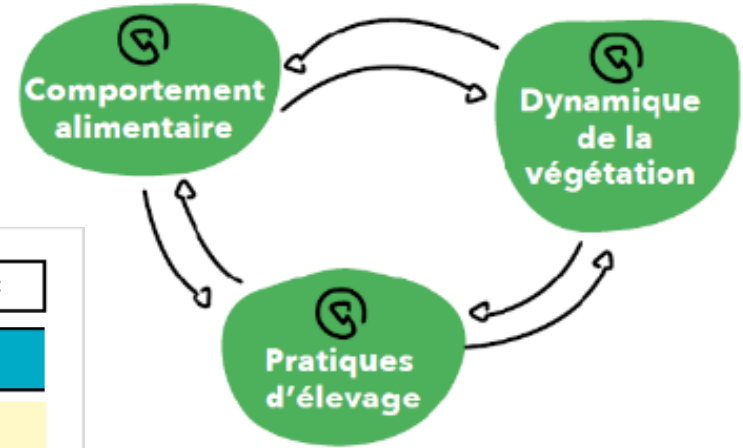 Comportement
alimentaire
Dynamique
de la
végétation
Pratiques
d'élevage